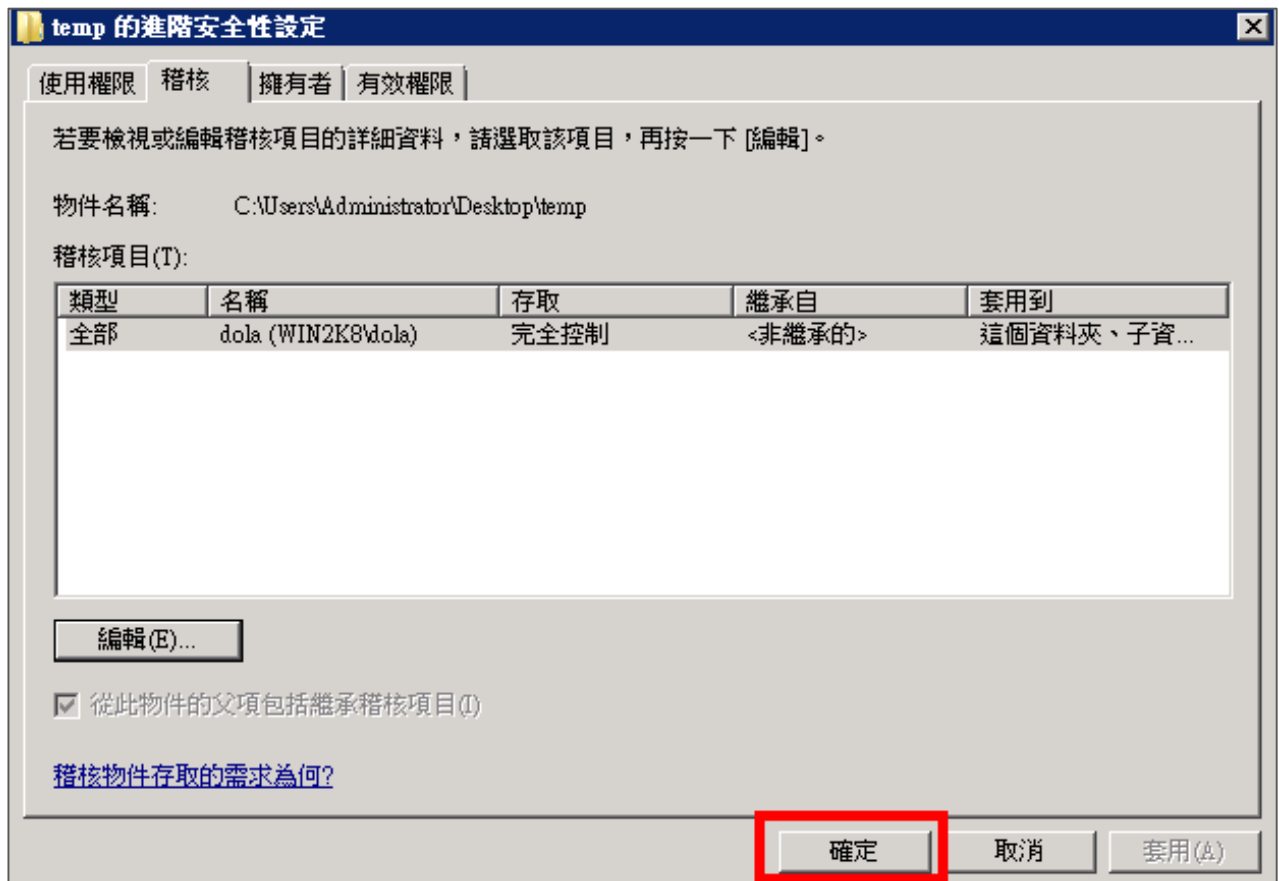 temp 的進階安全性設定
使用權限 稽核 擁有者 有效權限
若要檢視或編輯稽核項目的詳細資料，請選取該項目，再按一下 [編輯]。
物件名稱: C:\Users\Administrator\Desktop\temp
稽核項目(T):
類型 名稱 存取 繼承自 套用到
全部 dola (WIN2K8\dola) 完全控制 <非繼承的> 這個資料夾、子資...
編輯(E)...
從此物件的父項包括繼承稽核項目(I)
稽核物件存取的需求為何?
確定 取消 套用(A)